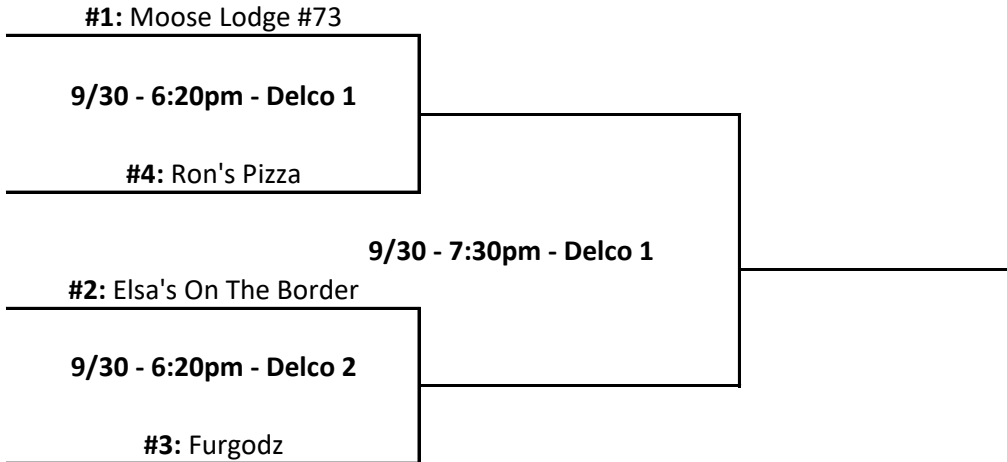 #1: Moose Lodge #73
9/30 - 6:20pm - Delco 1
#4: Ron's Pizza
9/30 - 7:30pm - Delco 1
#2: Elsa's On The Border
9/30 - 6:20pm - Delco 2
#3: Furgodz